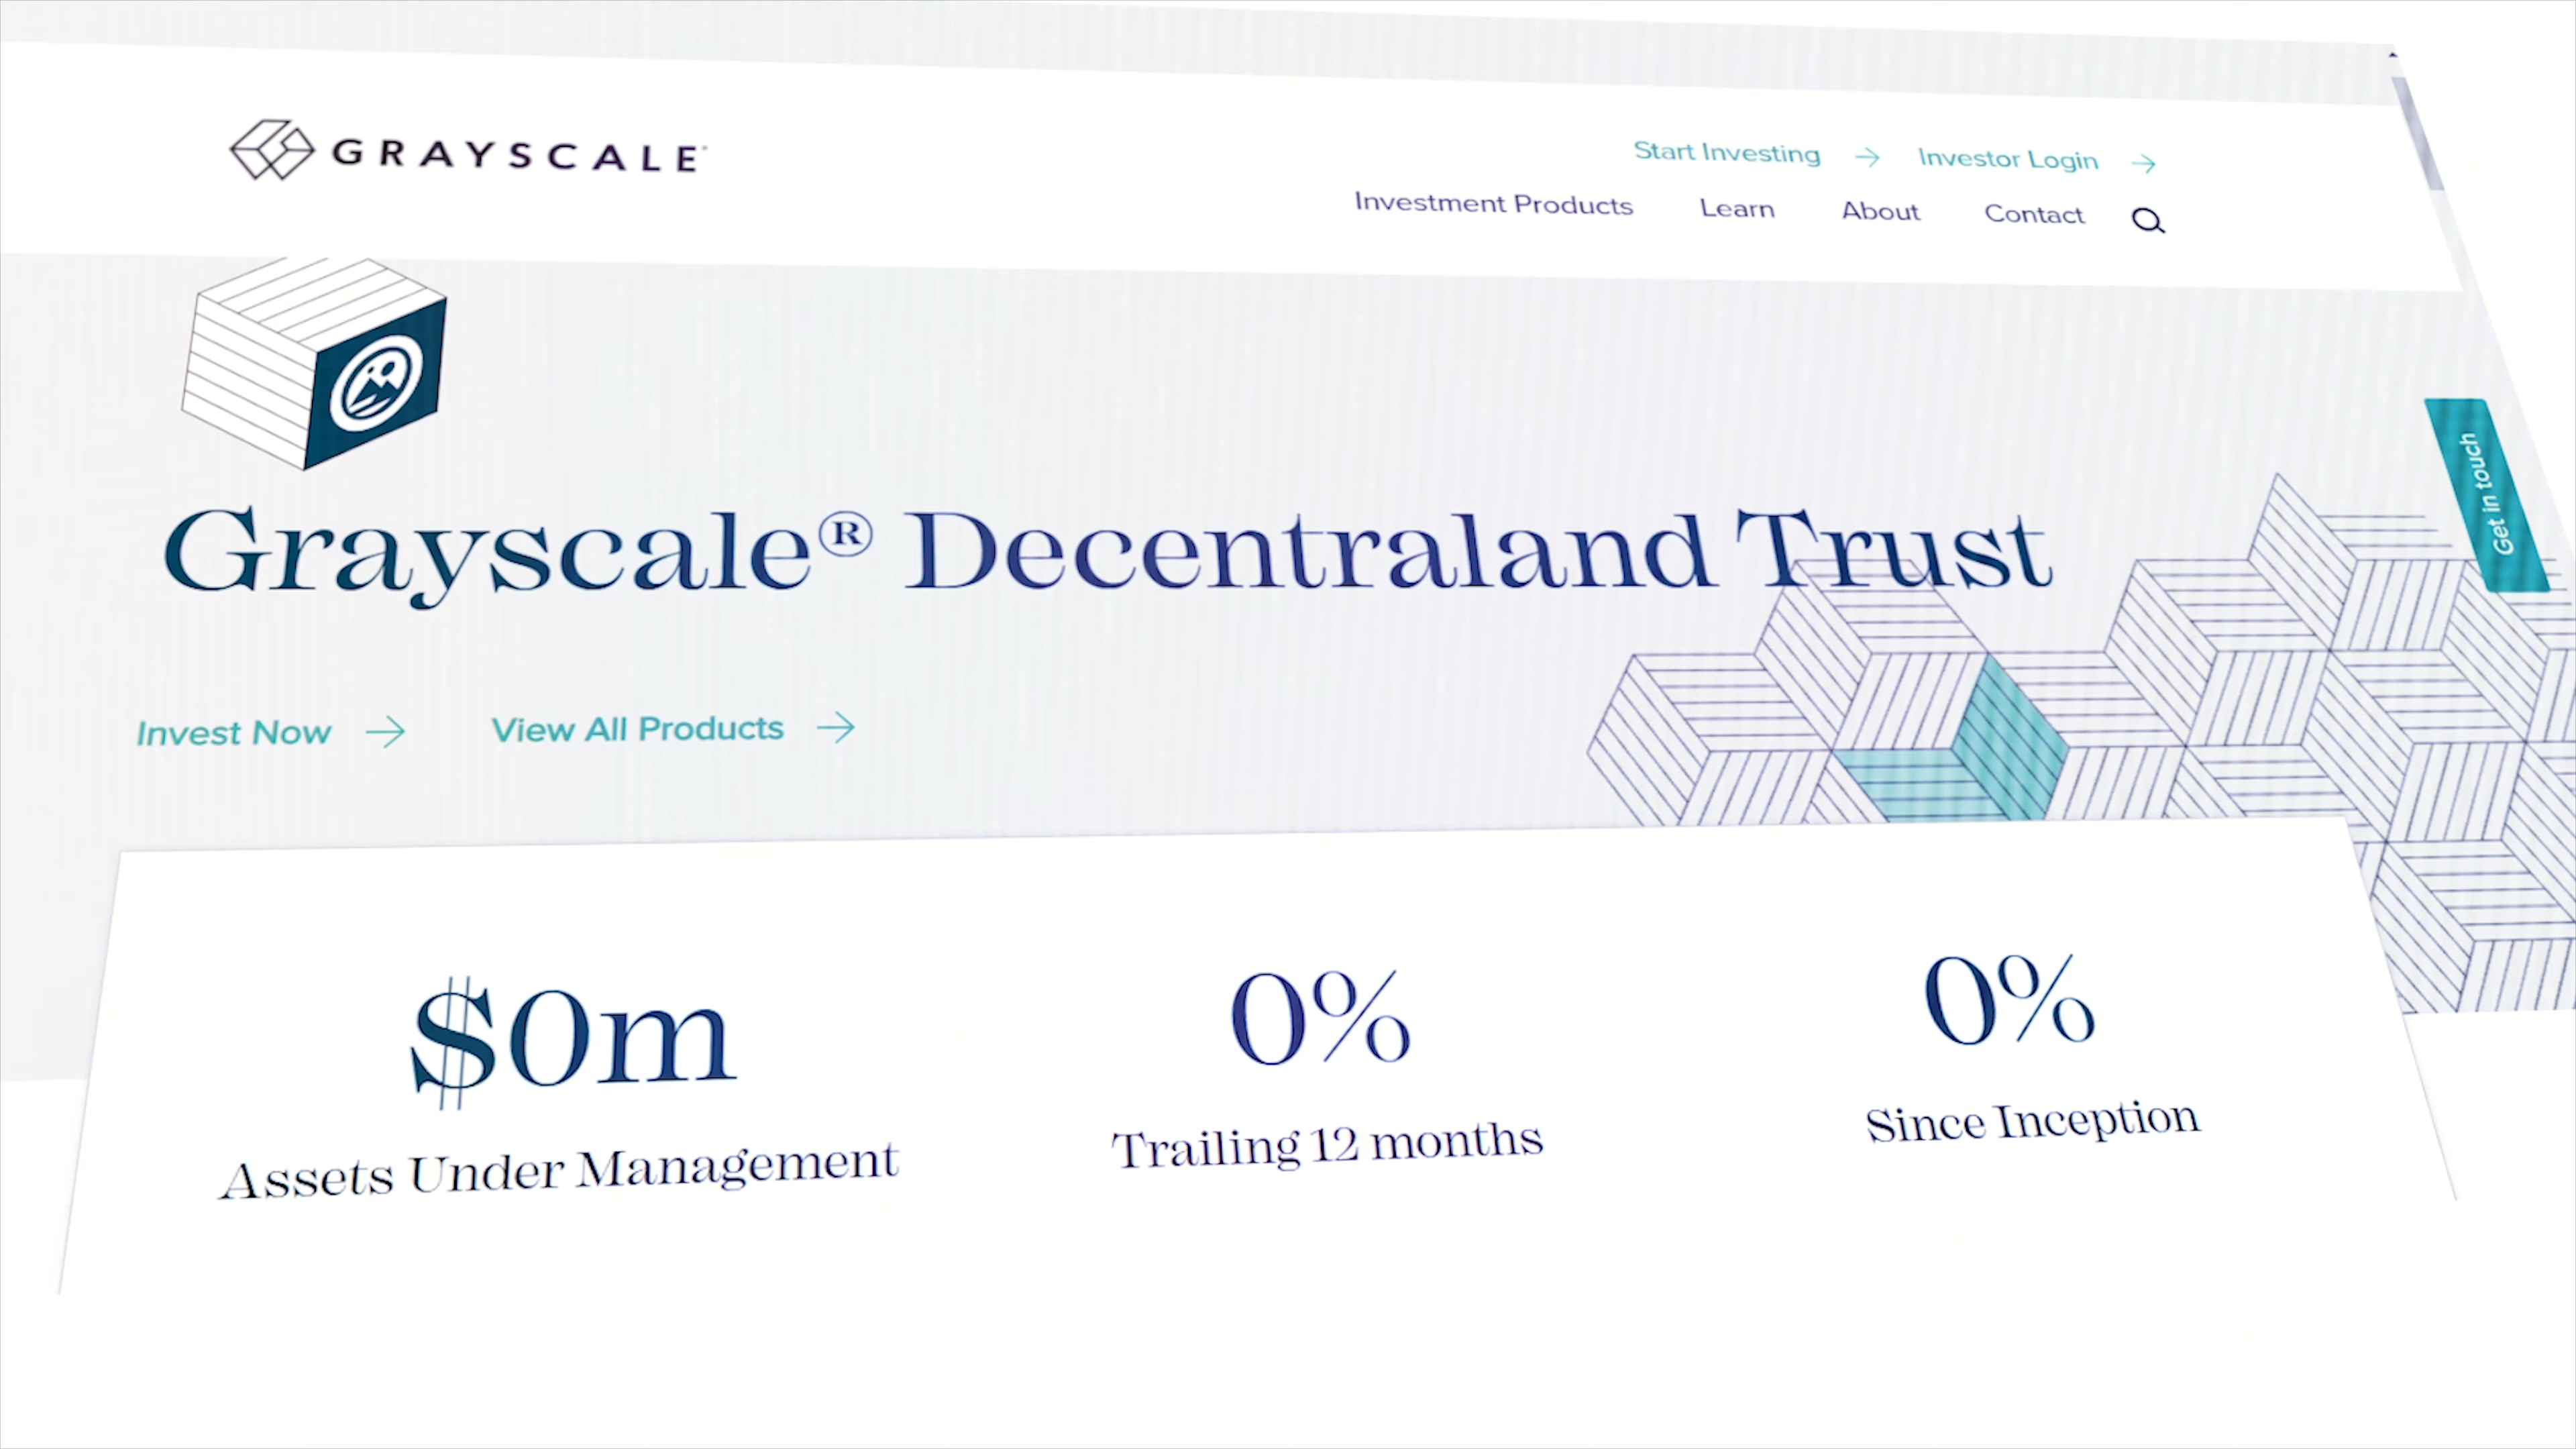 GRAYSCALE
Start Investing → Investor Login →
Investment Products Learn About Contact
Get in touch
Grayscale® Decentraland Trust
Invest Now → View All Products →
$0m 0% 0%
Assets Under Management Trailing 12 months Since Inception